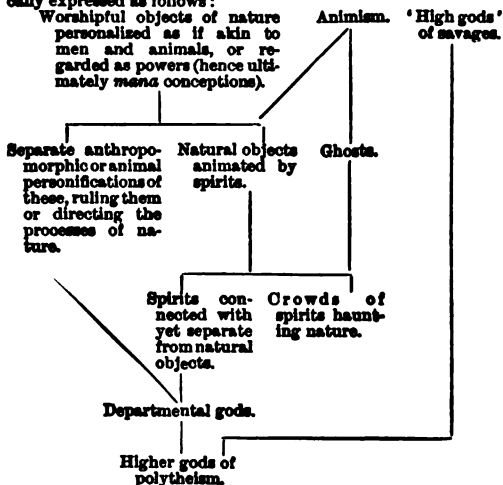 cally expressed as follows:
Worshipful objects of nature
personalized as if akin to
men and animals, or re-
garded as powers (hence ulti-
mately mana conceptions).
Animism.
'High gods'
of savages.
Separate anthropo-
morphic or animal
personifications of
these, ruling them
or directing the
processes of na-
ture.
Natural objects
animated by
spirits.
Ghosts.
Spirits con-
nected with
yet separate
from natural
objects.
Crowds of
spirits haunt-
ing nature.
Departmental gods.
Higher gods of
polytheism.